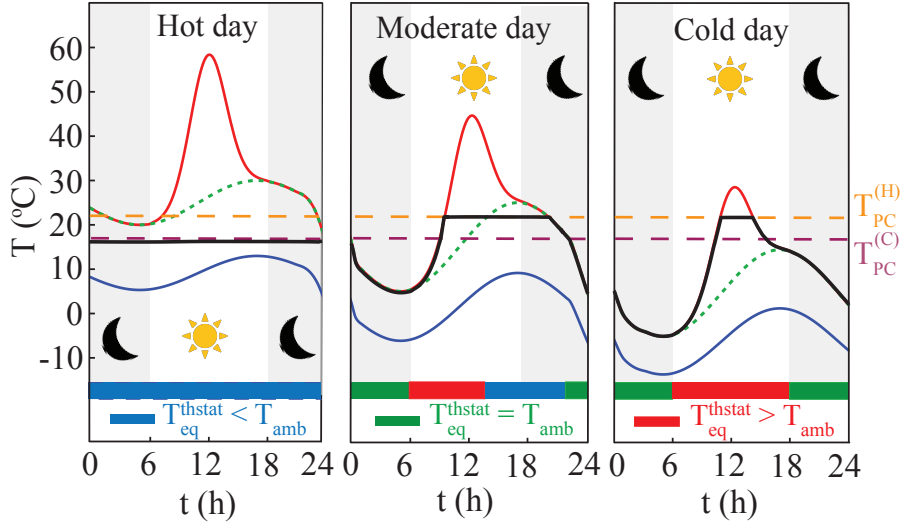 Hot day
Moderate day
Cold day
T (ºC)
60
50
40
30
20
10
0
-10
T_PC^(H)
T_PC^(C)
T_eq^thstat < T_amb
T_eq^thstat = T_amb
T_eq^thstat > T_amb
0 6 12 18 24
0 6 12 18 24
0 6 12 18 24
t (h)
t (h)
t (h)